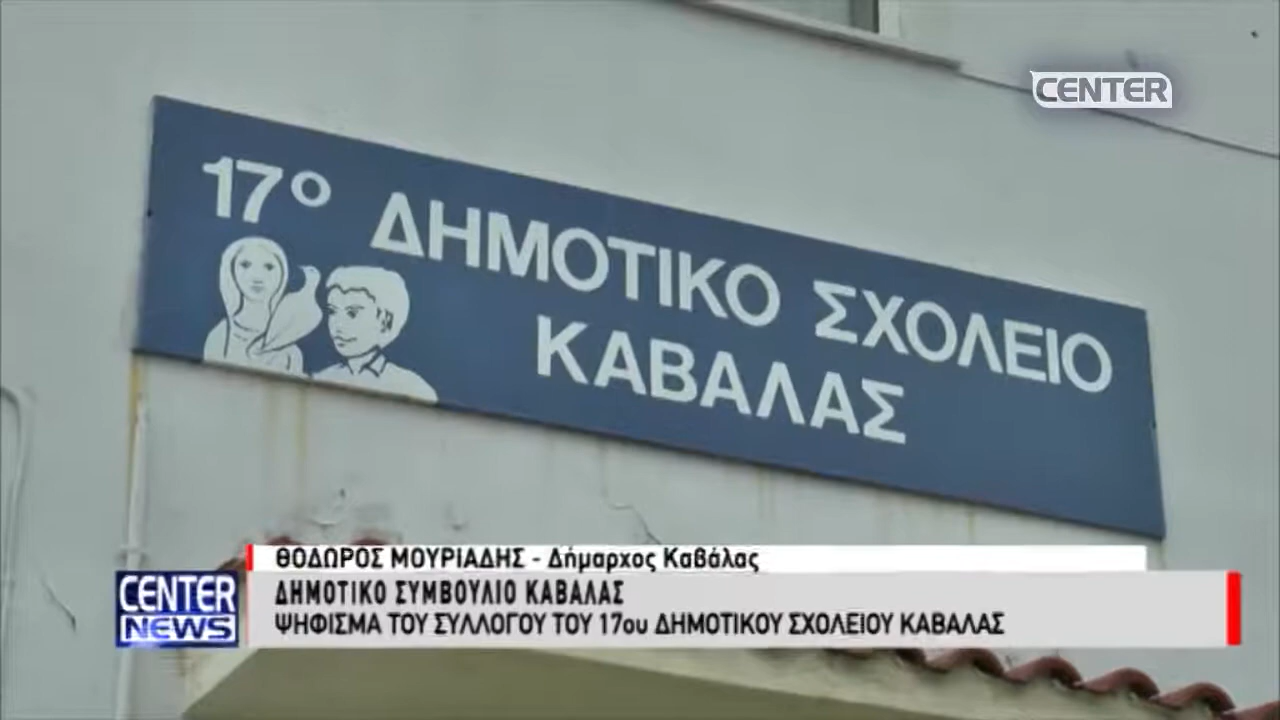 CENTER
17ο ΔΗΜΟΤΙΚΟ ΣΧΟΛΕΙΟ
ΚΑΒΑΛΑΣ
ΘΟΔΩΡΟΣ ΜΟΥΡΙΑΔΗΣ - Δήμαρχος Καβάλας
CENTER
NEWS
ΔΗΜΟΤΙΚΟ ΣΥΜΒΟΥΛΙΟ ΚΑΒΑΛΑΣ
ΨΗΦΙΣΜΑ ΤΟΥ ΣΥΛΛΟΓΟΥ ΤΟΥ 17ου ΔΗΜΟΤΙΚΟΥ ΣΧΟΛΕΙΟΥ ΚΑΒΑΛΑΣ